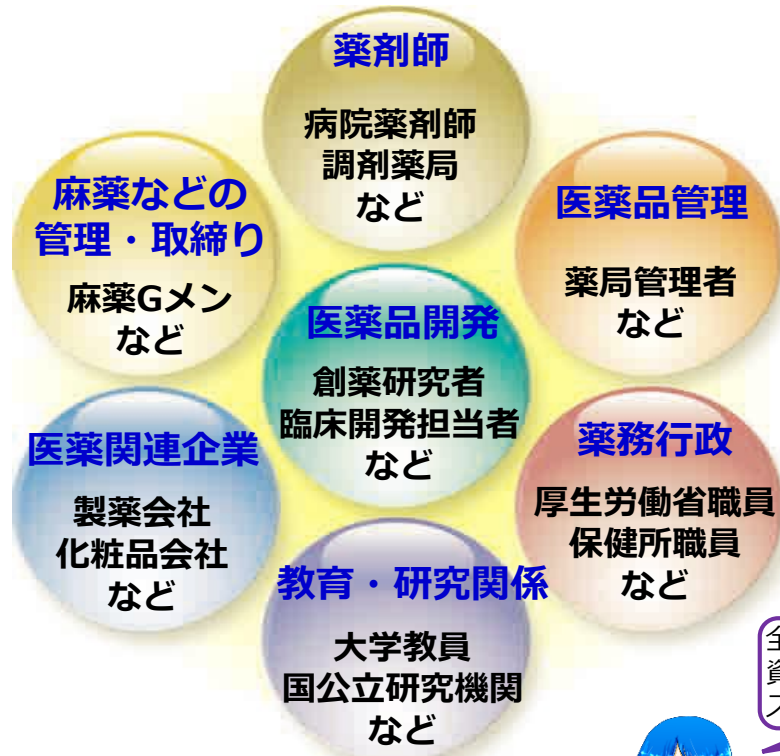 薬剤師
病院薬剤師
調剤薬局
など
麻薬などの
管理・取締り
麻薬Gメン
など
医薬品管理
薬局管理者
など
医薬品開発
創薬研究者
臨床開発担当者
など
医薬関連企業
製薬会社
化粧品会社
など
薬務行政
厚生労働省職員
保健所職員
など
教育・研究関係
大学教員
国公立研究機関
など